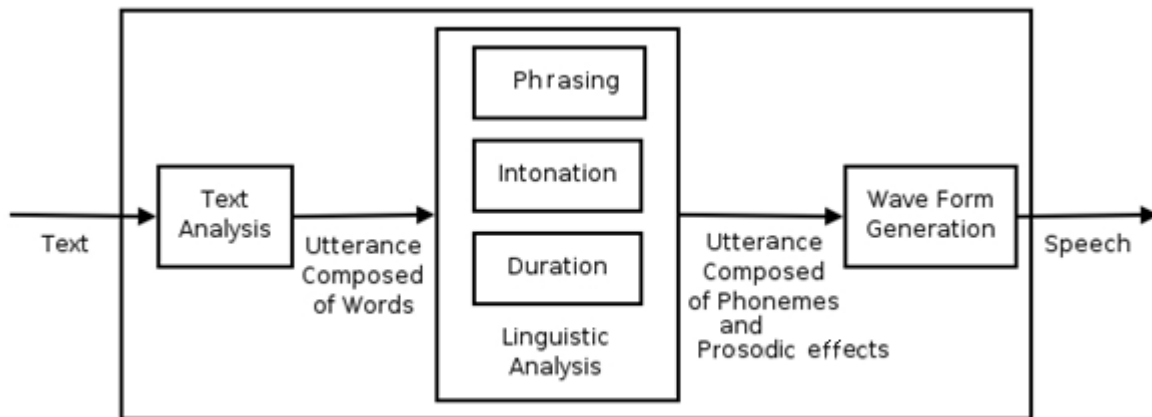 Text
Text
Analysis
Utterance
Composed
of Words
Phrasing
Intonation
Duration
Linguistic
Analysis
Utterance
Composed
of Phonemes
and
Prosodic effects
Wave Form
Generation
Speech